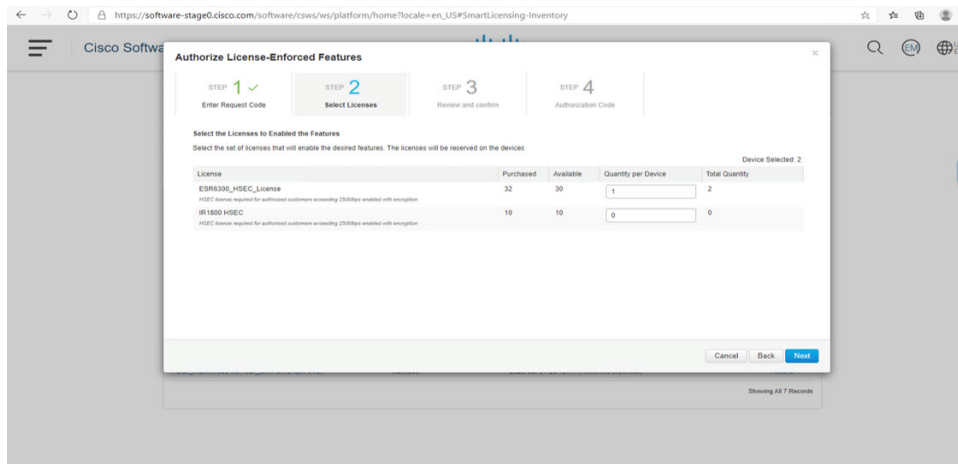 https://software-stage0.cisco.com/software/csws/ws/platform/home?locale=en_US#SmartLicensing-Inventory
Cisco Softwa
EM
Authorize License-Enforced Features
×
STEP 1
Enter Request Code
STEP 2
Select Licenses
STEP 3
Review and confirm
STEP 4
Authorization Code
Select the Licenses to Enabled the Features
Select the set of licenses that will enable the desired features. The licenses will be reserved on the devices
Device Selected: 2
License Purchased Available Quantity per Device Total Quantity
ESR6300_HSEC_License 32 30 1 2
HSEC license required for authorized customers exceeding 250Mbps enabled with encryption
IR1800 HSEC 10 10 0 0
HSEC license required for authorized customers exceeding 250Mbps enabled with encryption
Cancel Back Next
Showing All 7 Records